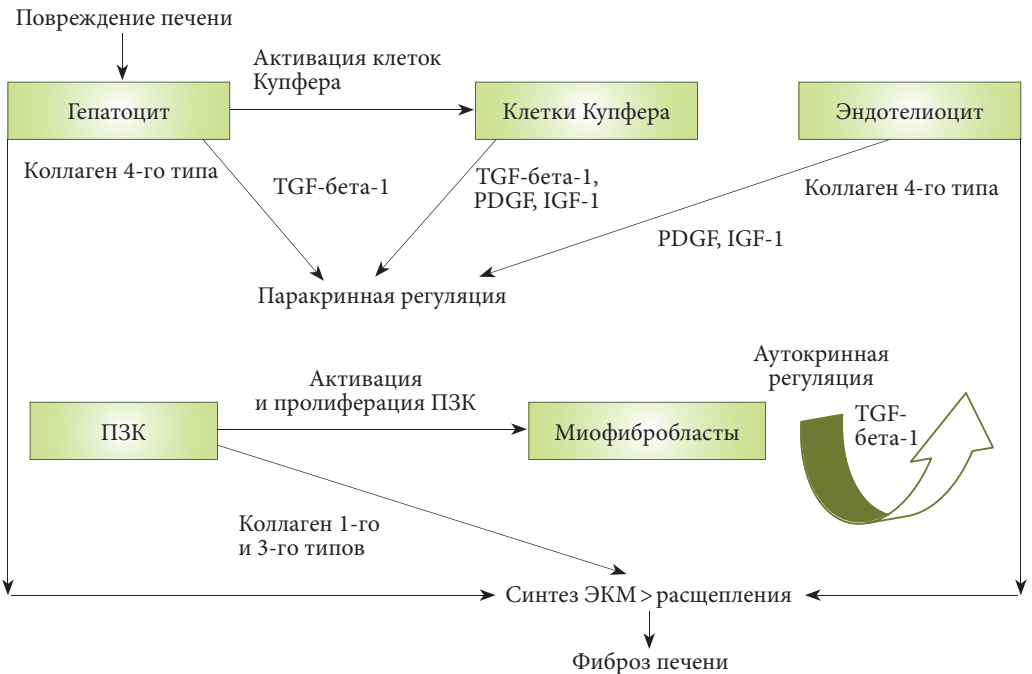 Повреждение печени
Активация клеток
Купфера
Гепатоцит
Клетки Купфера
Эндотелиоцит
Коллаген 4-го типа
TGF-бета-1
TGF-бета-1,
PDGF, IGF-1
Коллаген 4-го типа
PDGF, IGF-1
Паракринная регуляция
Аутокринная
регуляция
Активация
и пролиферация ПЗК
TGF-
бета-1
ПЗК
Миофибробласты
Коллаген 1-го
и 3-го типов
Синтез ЭКМ > расщепления
Фиброз печени